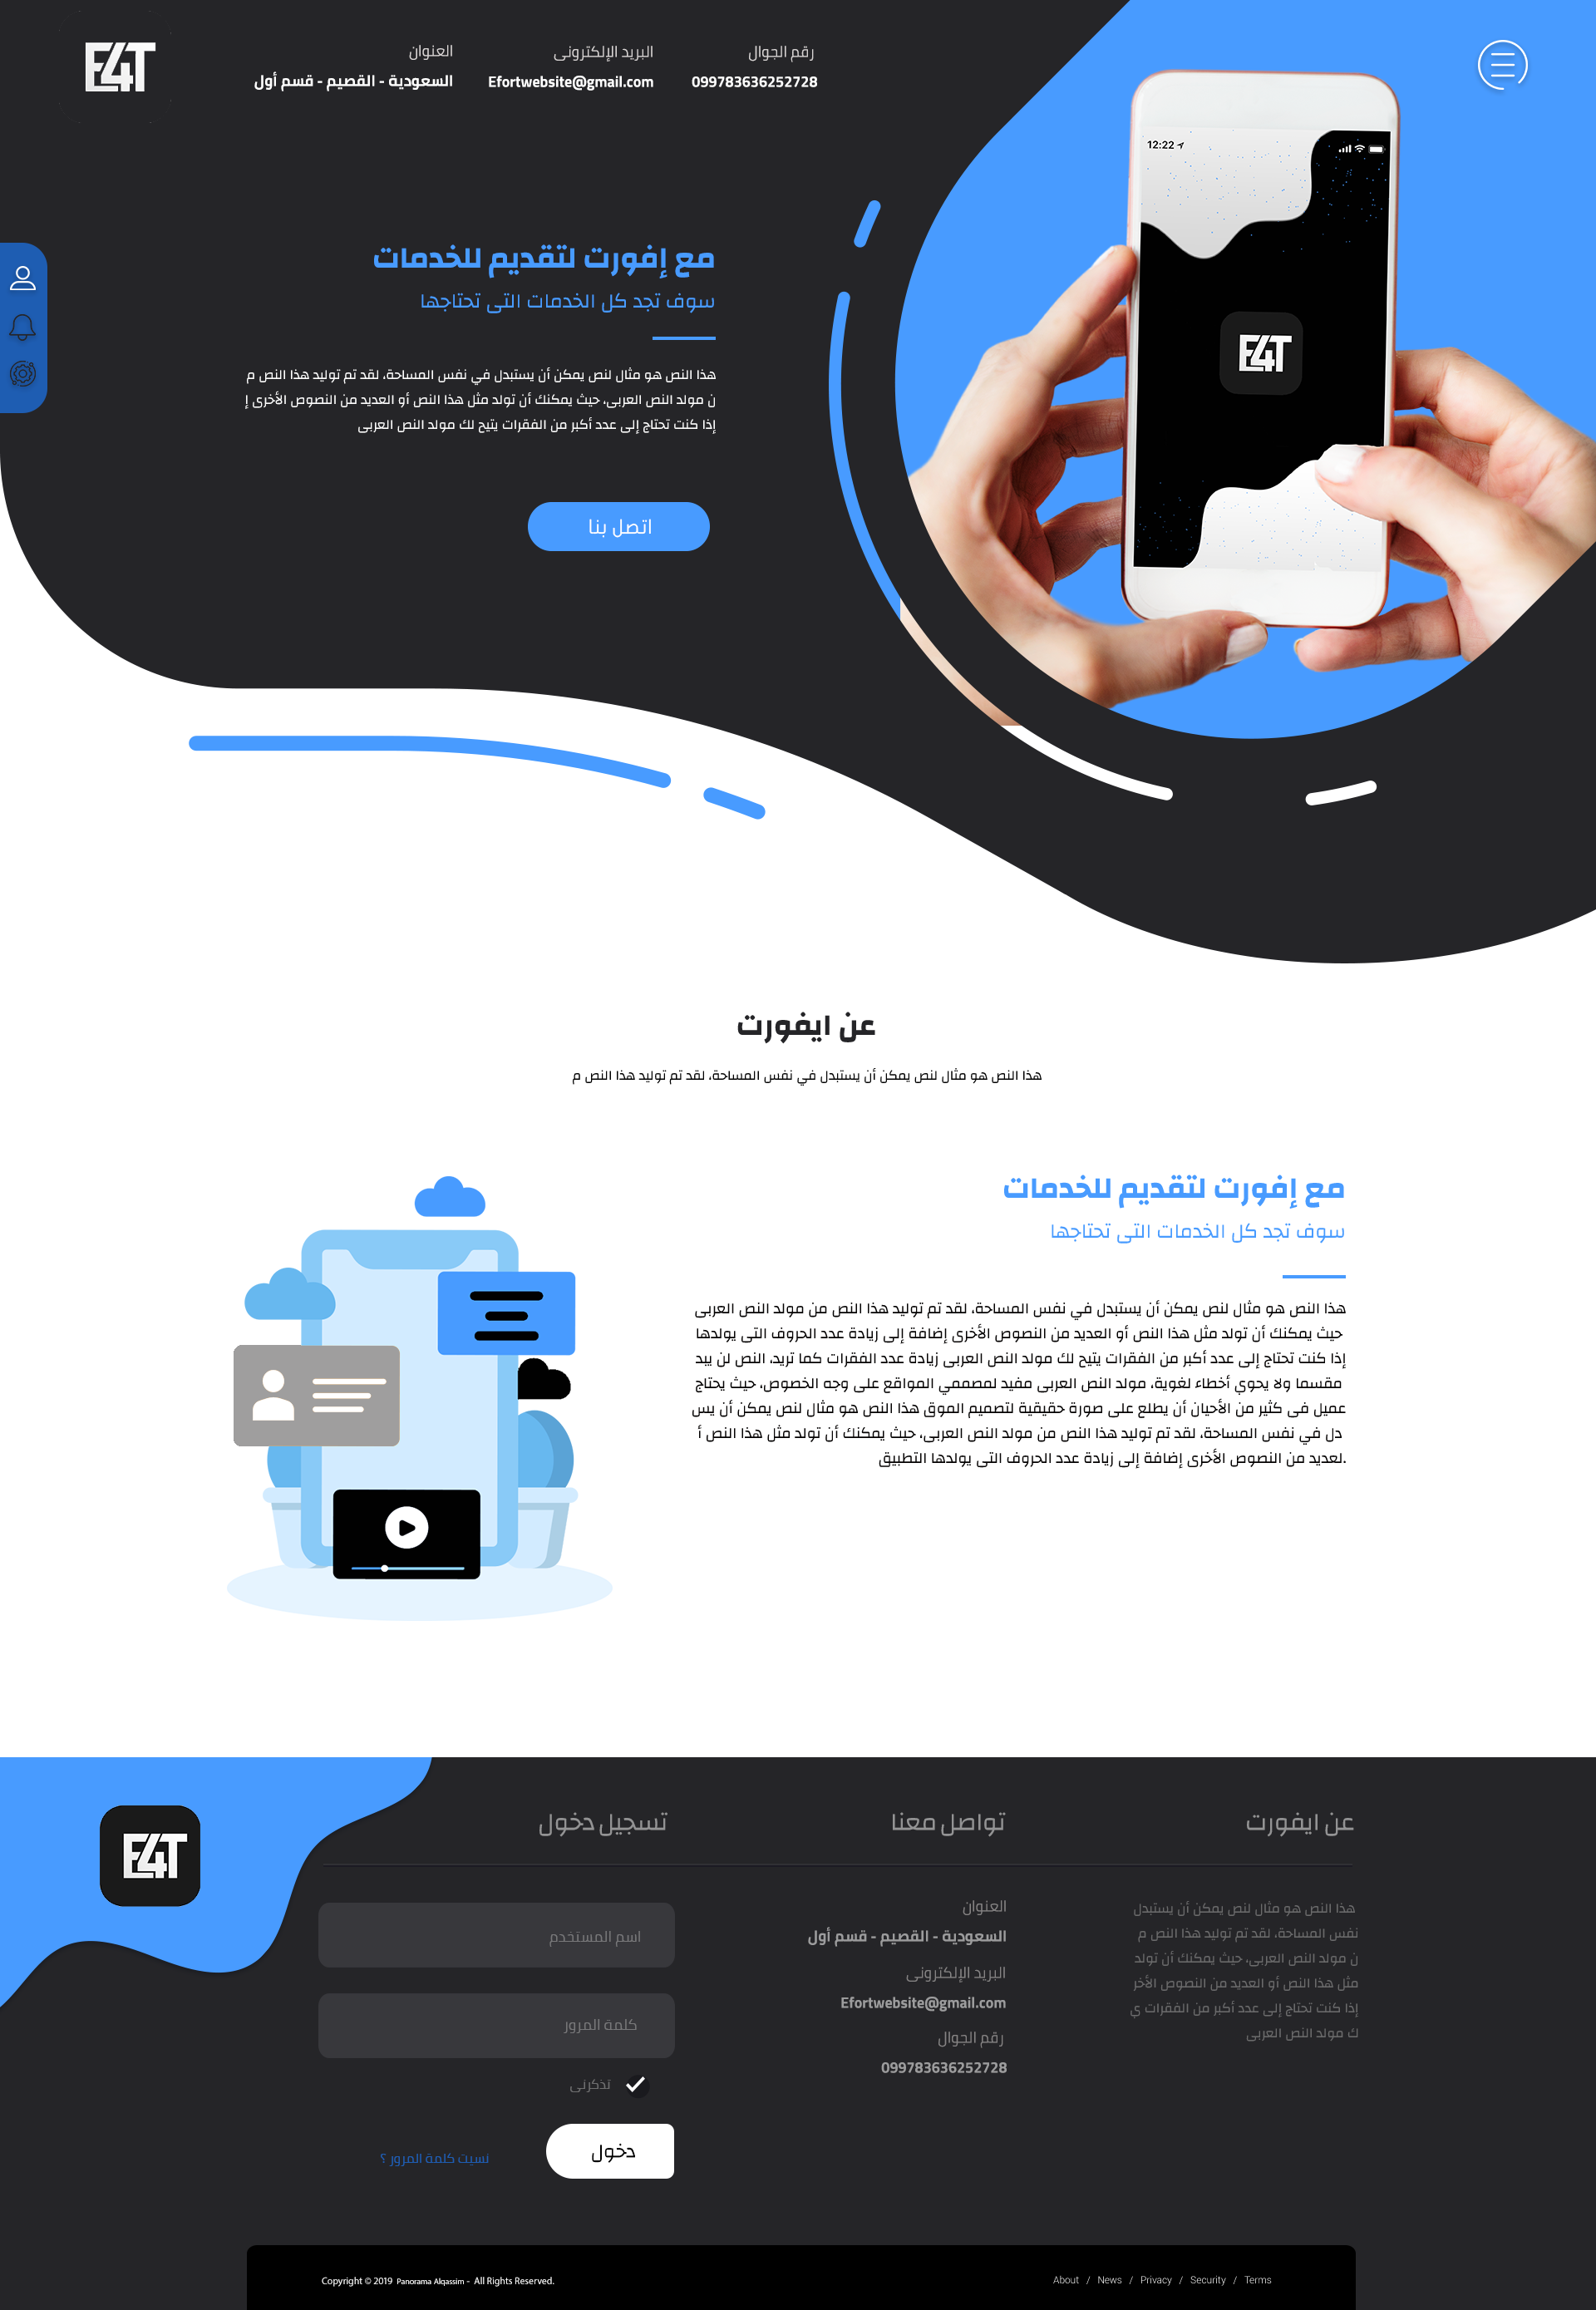 E4T
رقم الجوال
099783636252728
البريد الإلكترونى
Efortwebsite@gmail.com
العنوان
السعودية - القصيم - قسم أول
12:22
E4T
مع إفورت لتقديم للخدمات
سوف تجد كل الخدمات التى تحتاجها
هذا النص هو مثال لنص يمكن أن يستبدل في نفس المساحة، لقد تم توليد هذا النص م
ن مولد النص العربى، حيث يمكنك أن تولد مثل هذا النص أو العديد من النصوص الأخرى إ
إذا كنت تحتاج إلى عدد أكبر من الفقرات يتيح لك مولد النص العربى
اتصل بنا
عن ايفورت
هذا النص هو مثال لنص يمكن أن يستبدل في نفس المساحة، لقد تم توليد هذا النص م
مع إفورت لتقديم للخدمات
سوف تجد كل الخدمات التى تحتاجها
هذا النص هو مثال لنص يمكن أن يستبدل في نفس المساحة، لقد تم توليد هذا النص من مولد النص العربى
حيث يمكنك أن تولد مثل هذا النص أو العديد من النصوص الأخرى إضافة إلى زيادة عدد الحروف التى يولدها
إذا كنت تحتاج إلى عدد أكبر من الفقرات يتيح لك مولد النص العربى زيادة عدد الفقرات كما تريد، النص لن يبد
مقسما ولا يحوي أخطاء لغوية، مولد النص العربى مفيد لمصممي المواقع على وجه الخصوص، حيث يحتاج
عميل فى كثير من الأحيان أن يطلع على صورة حقيقية لتصميم الموق هذا النص هو مثال لنص يمكن أن يس
دل في نفس المساحة، لقد تم توليد هذا النص من مولد النص العربى، حيث يمكنك أن تولد مثل هذا النص أ
لعديد من النصوص الأخرى إضافة إلى زيادة عدد الحروف التى يولدها التطبيق.
عن ايفورت
هذا النص هو مثال لنص يمكن أن يستبدل
نفس المساحة، لقد تم توليد هذا النص م
ن مولد النص العربى، حيث يمكنك أن تولد
مثل هذا النص أو العديد من النصوص الأخر
إذا كنت تحتاج إلى عدد أكبر من الفقرات ي
ك مولد النص العربى
تواصل معنا
العنوان
السعودية - القصيم - قسم أول
البريد الإلكترونى
Efortwebsite@gmail.com
رقم الجوال
099783636252728
تسجيل دخول
اسم المستخدم
كلمة المرور
تذكرنى
دخول
نسيت كلمة المرور ؟
E4T
Copyright © 2019 Panorama Alqassim - All Rights Reserved.
About / News / Privacy / Security / Terms